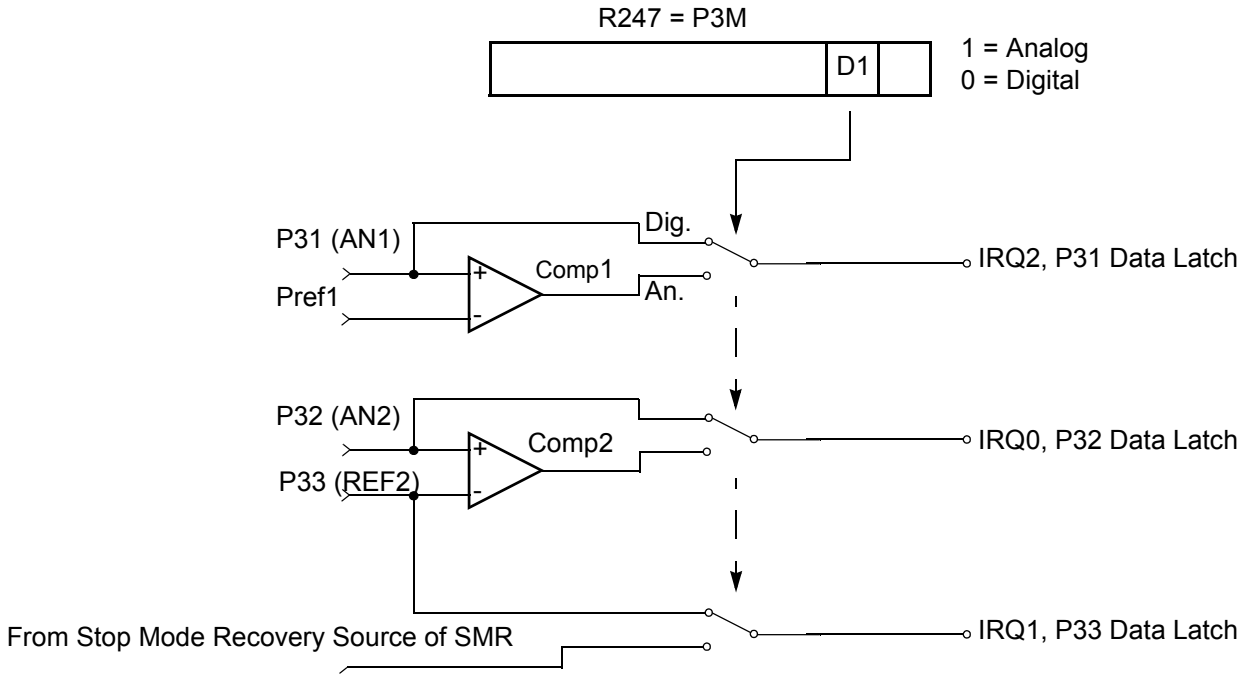 R247 = P3M
D1
1 = Analog
0 = Digital
P31 (AN1)
Dig.
+
Comp1
IRQ2, P31 Data Latch
Pref1
-
An.
P32 (AN2)
+
Comp2
IRQ0, P32 Data Latch
P33 (REF2)
-
From Stop Mode Recovery Source of SMR
IRQ1, P33 Data Latch